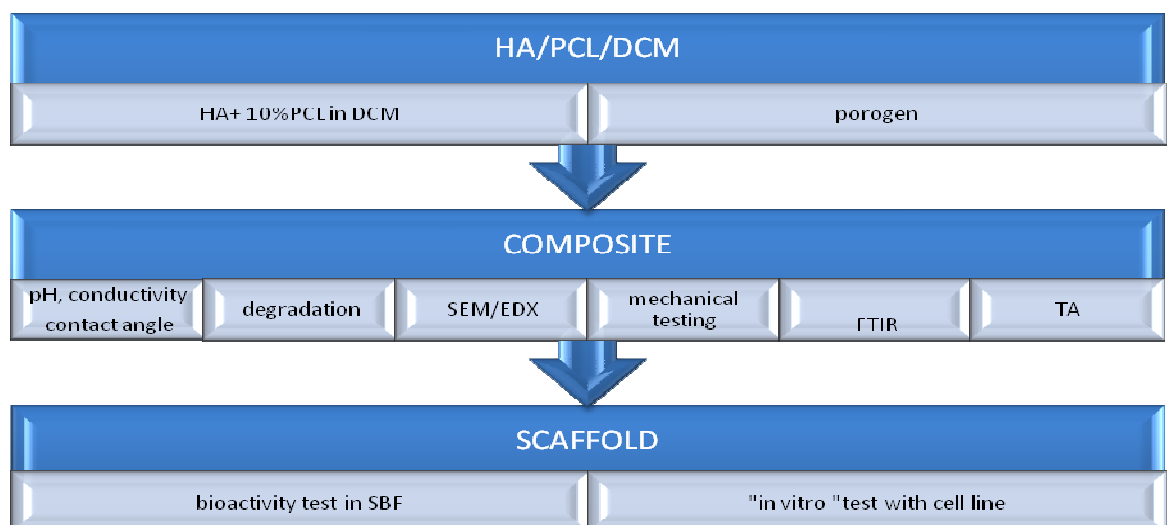 HA/PCL/DCM
HA+ 10%PCL in DCM
porogen
COMPOSITE
pH, conductivity
contact angle
degradation
SEM/EDX
mechanical
testing
FTIR
TA
SCAFFOLD
bioactivity test in SBF
"in vitro "test with cell line